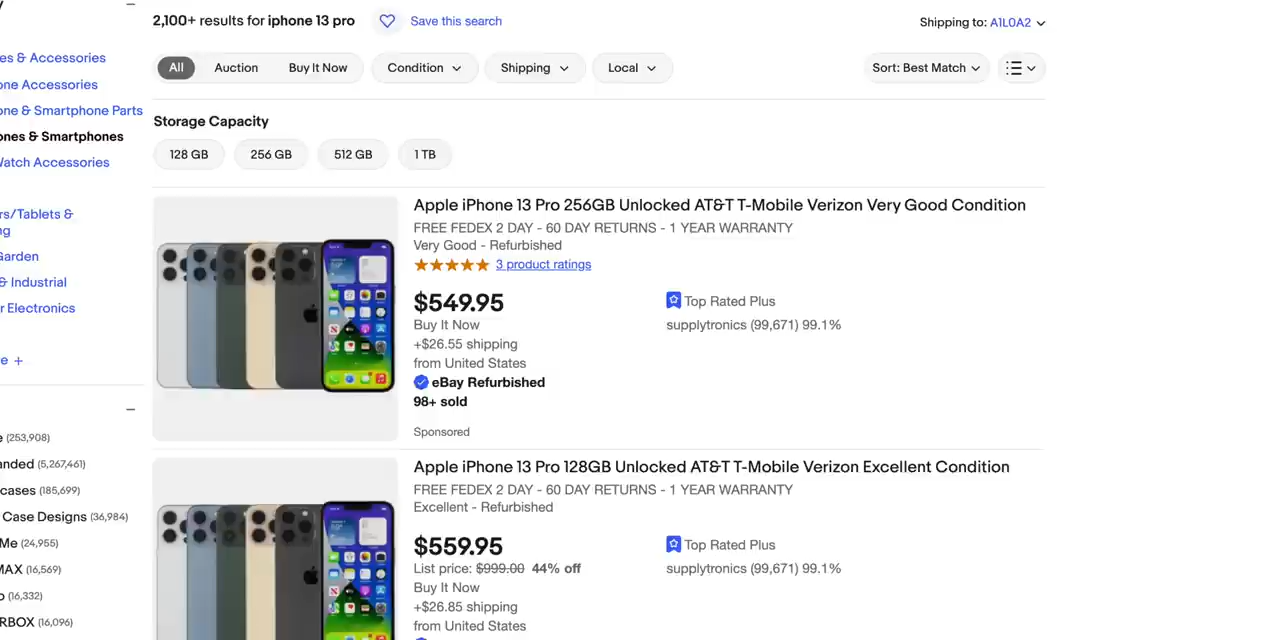 2,100+ results for iphone 13 pro
Save this search
Shipping to: A1L0A2
All
Auction
Buy It Now
Condition
Shipping
Local
Sort: Best Match
es & Accessories
one Accessories
one & Smartphone Parts
ones & Smartphones
Watch Accessories
rs/Tablets &
ng
Garden
& Industrial
r Electronics
e +
e (253,908)
anded (5,267,461)
cases (185,699)
Case Designs (36,984)
Me (24,955)
MAX (16,569)
o (16,332)
RBOX (16,096)
Storage Capacity
128 GB
256 GB
512 GB
1 TB
Apple iPhone 13 Pro 256GB Unlocked AT&T T-Mobile Verizon Very Good Condition
FREE FEDEX 2 DAY - 60 DAY RETURNS - 1 YEAR WARRANTY
Very Good - Refurbished
3 product ratings
$549.95
Buy It Now
+$26.55 shipping
from United States
eBay Refurbished
98+ sold
Sponsored
Top Rated Plus
supplytronics (99,671) 99.1%
Apple iPhone 13 Pro 128GB Unlocked AT&T T-Mobile Verizon Excellent Condition
FREE FEDEX 2 DAY - 60 DAY RETURNS - 1 YEAR WARRANTY
Excellent - Refurbished
$559.95
List price: $999.00 44% off
Buy It Now
+$26.85 shipping
from United States
Top Rated Plus
supplytronics (99,671) 99.1%